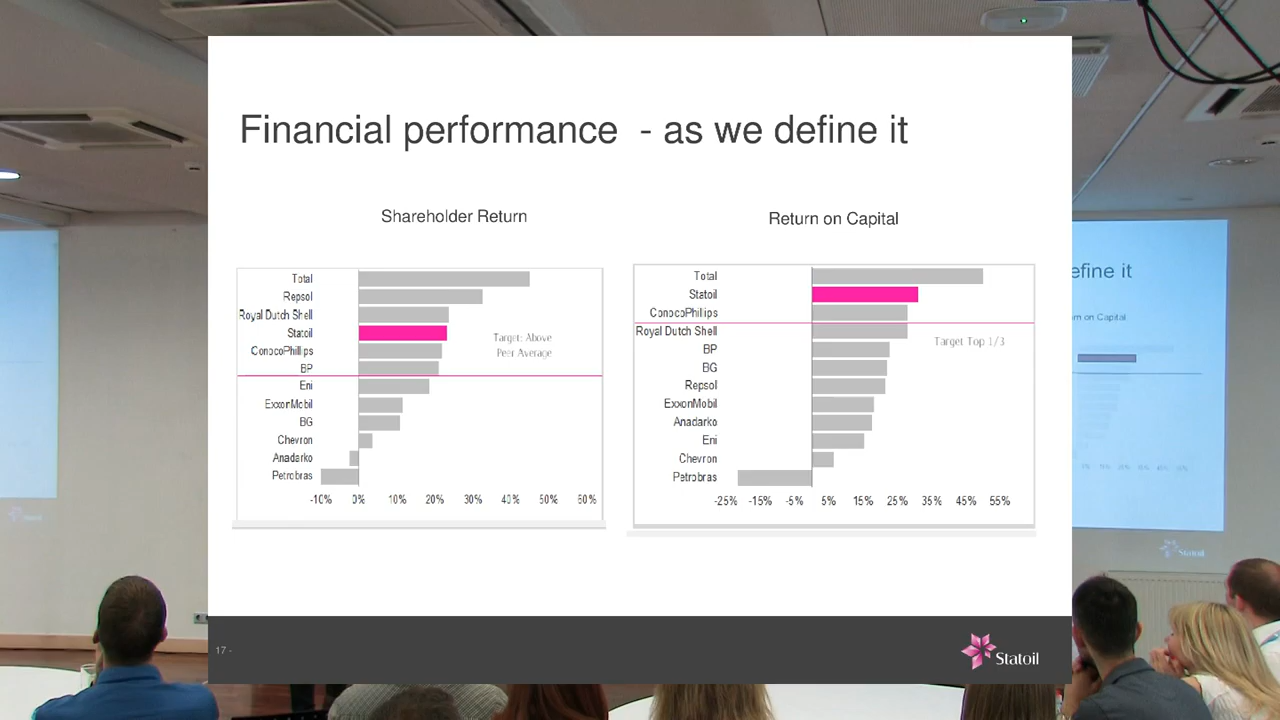 Financial performance - as we define it
Shareholder Return
Total
Repsol
Royal Dutch Shell
Statoil
ConocoPhillips
BP
Eni
ExxonMobil
BG
Chevron
Anadarko
Petrobras
Target: Above
Peer Average
-10% 0% 10% 20% 30% 40% 50% 60%
Return on Capital
Total
Statoil
ConocoPhillips
Royal Dutch Shell
BP
BG
Repsol
ExxonMobil
Anadarko
Eni
Chevron
Petrobras
Target Top 1/3
-25% -15% -5% 5% 15% 25% 35% 45% 55%
17 -
Statoil
efine it
on Capital
Statoil